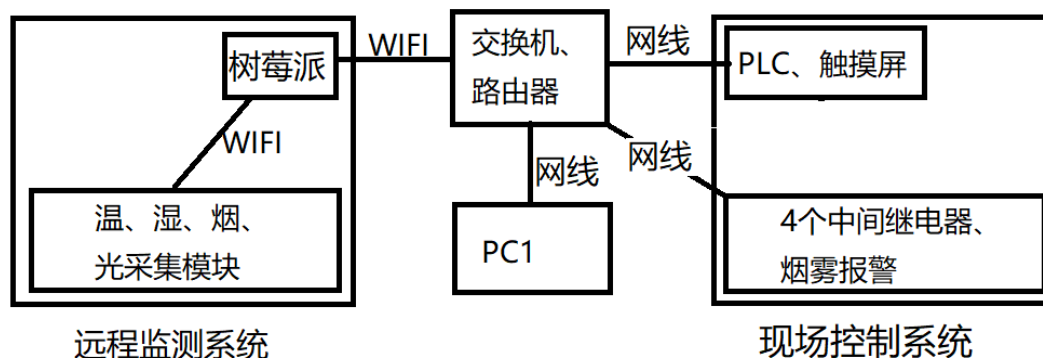 树莓派
WIFI
交换机、
路由器
网线
PLC、触摸屏
WIFI
网线
网线
温、湿、烟、
光采集模块
PC1
4个中间继电器、
烟雾报警
远程监测系统
现场控制系统